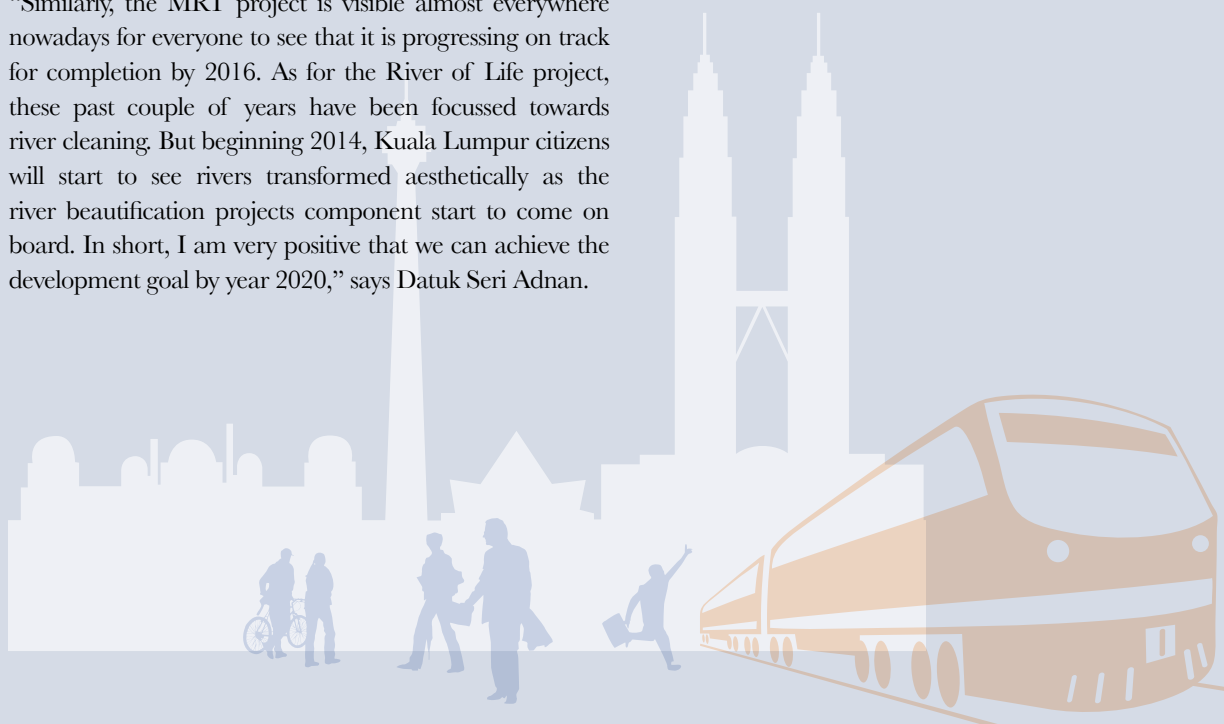 “Similarly, the MRT project is visible almost everywhere
nowadays for everyone to see that it is progressing on track
for completion by 2016. As for the River of Life project,
these past couple of years have been focussed towards
river cleaning. But beginning 2014, Kuala Lumpur citizens
will start to see rivers transformed aesthetically as the
river beautification projects component start to come on
board. In short, I am very positive that we can achieve the
development goal by year 2020,” says Datuk Seri Adnan.